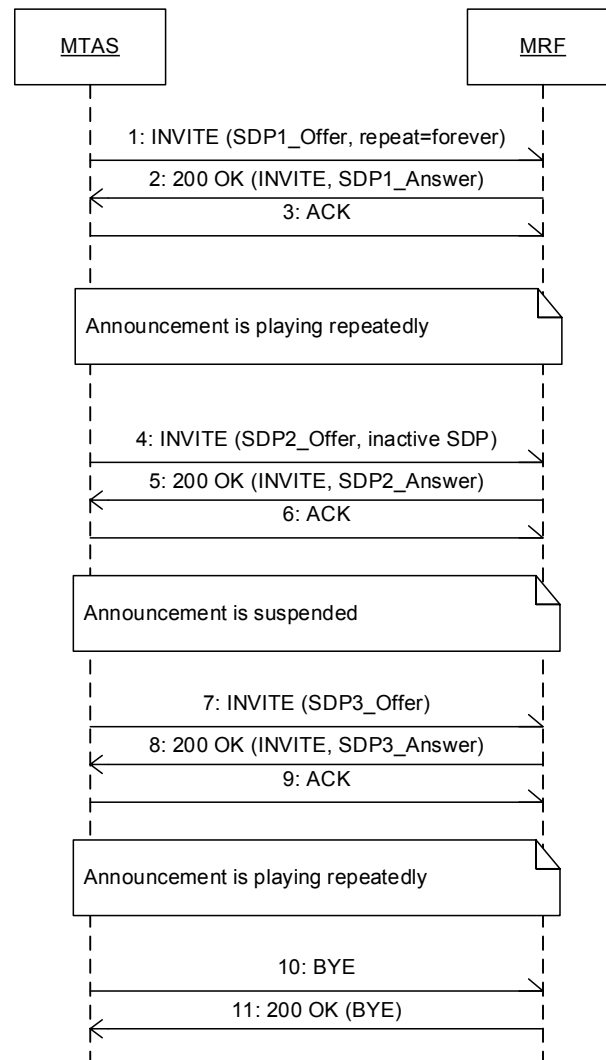 MTAS
MRF
1: INVITE (SDP1_Offer, repeat=forever)
2: 200 OK (INVITE, SDP1_Answer)
3: ACK
Announcement is playing repeatedly
4: INVITE (SDP2_Offer, inactive SDP)
5: 200 OK (INVITE, SDP2_Answer)
6: ACK
Announcement is suspended
7: INVITE (SDP3_Offer)
8: 200 OK (INVITE, SDP3_Answer)
9: ACK
Announcement is playing repeatedly
10: BYE
11: 200 OK (BYE)